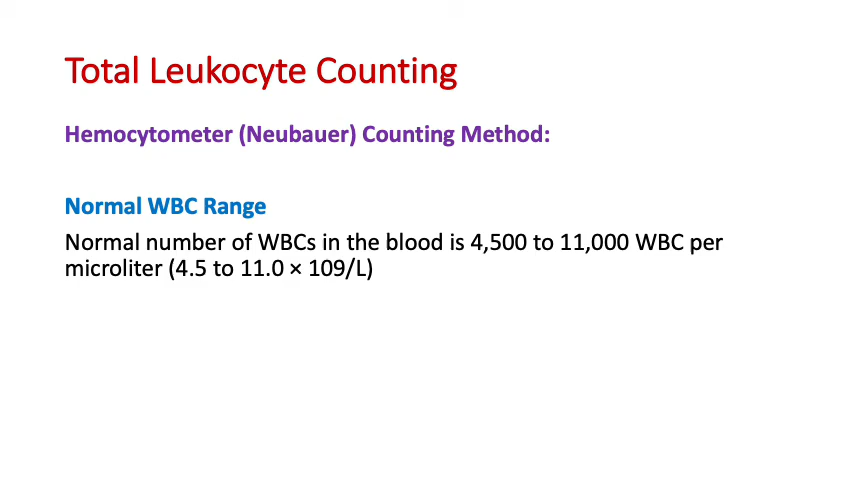 Total Leukocyte Counting
Hemocytometer (Neubauer) Counting Method:
Normal WBC Range
Normal number of WBCs in the blood is 4,500 to 11,000 WBC per
microliter (4.5 to 11.0 × 109/L)